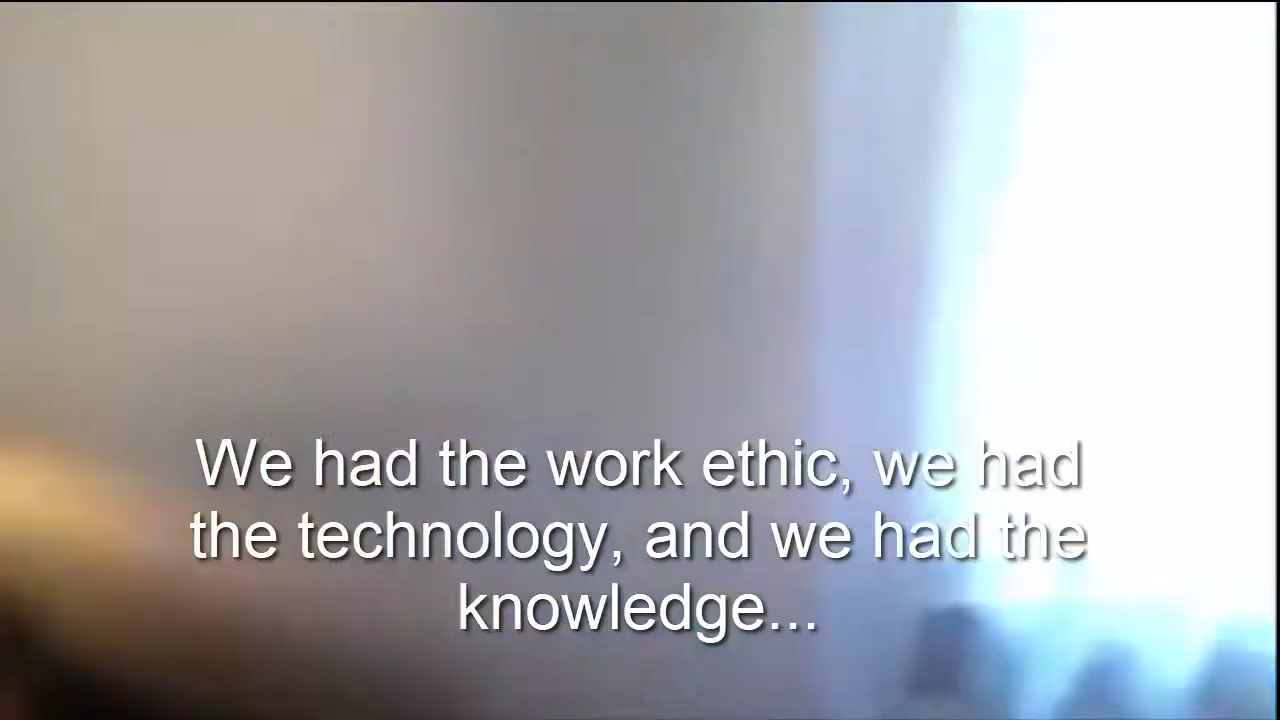 We had the work ethic, we had
the technology, and we had the
knowledge...